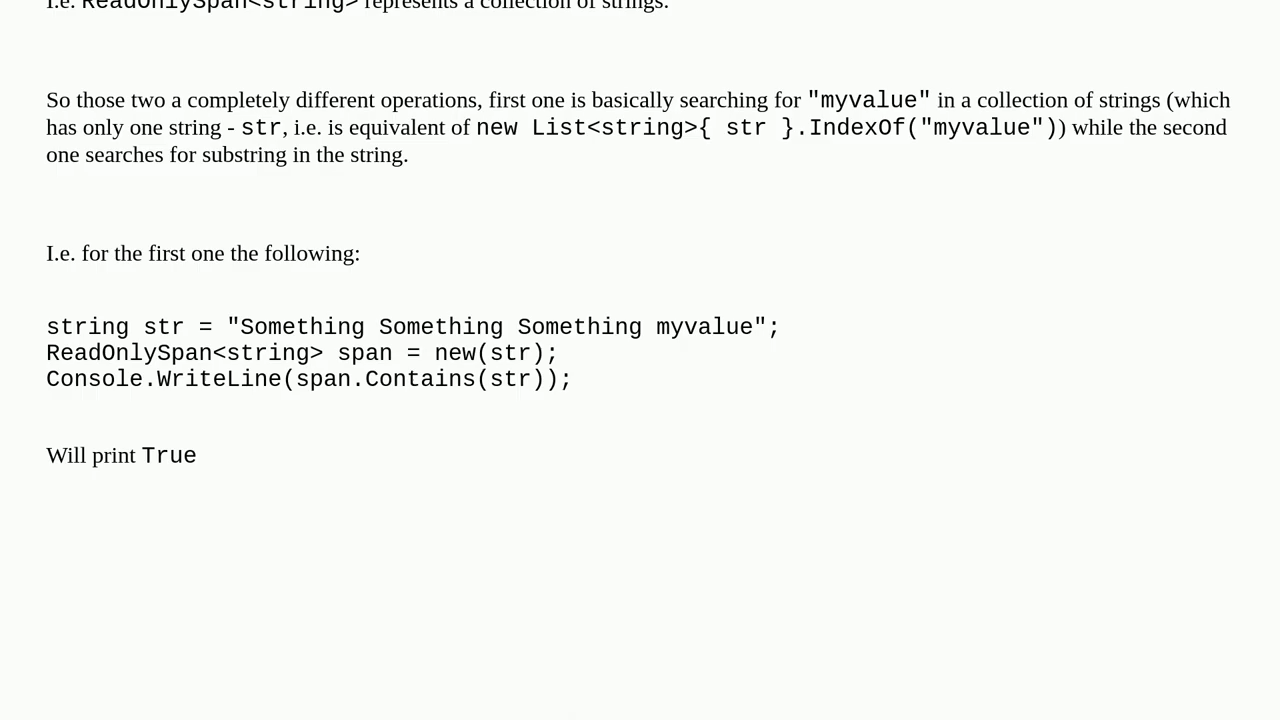 I.e. ReadOnlySpan<string> represents a collection of strings.
So those two a completely different operations, first one is basically searching for "myvalue" in a collection of strings (which
has only one string - str, i.e. is equivalent of new List<string>{ str }.IndexOf("myvalue")) while the second
one searches for substring in the string.
I.e. for the first one the following:
string str = "Something Something Something myvalue";
ReadOnlySpan<string> span = new(str);
Console.WriteLine(span.Contains(str));
Will print True